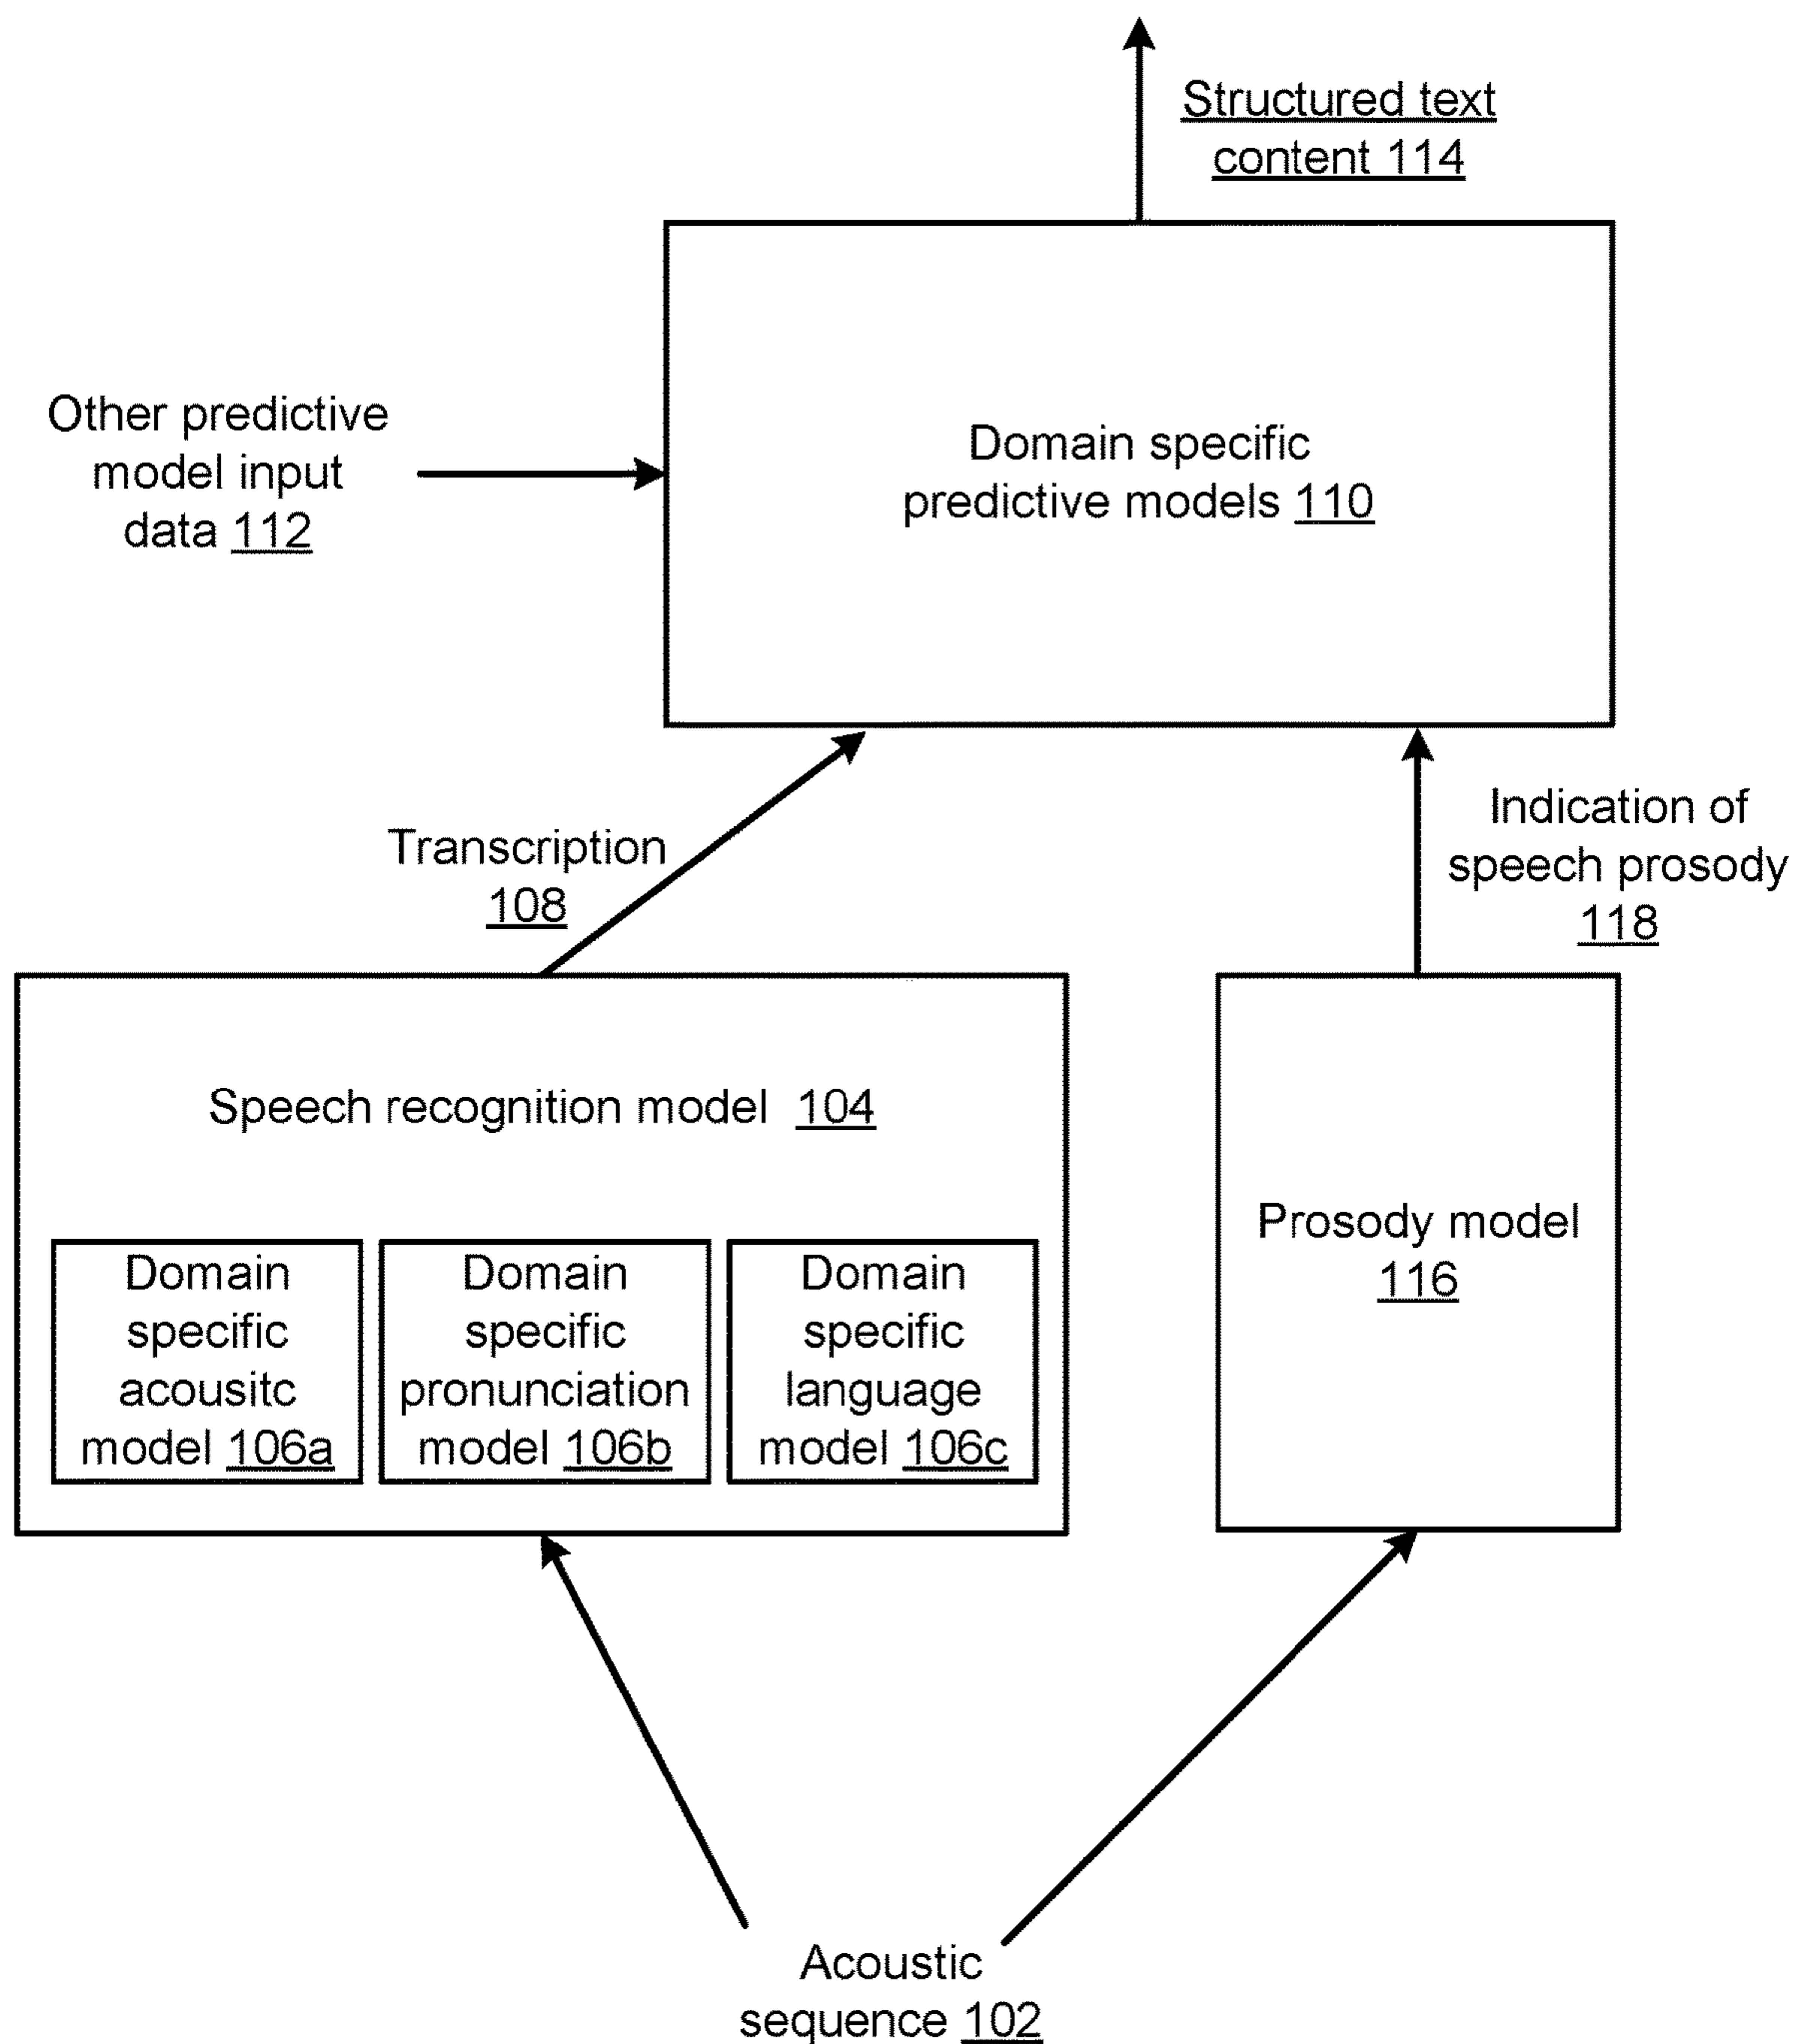 Structured text
content 114
Other predictive
model input
data 112
Domain specific
predictive models 110
Transcription
108
Indication of
speech prosody
118
Speech recognition model 104
Domain
specific
acousitc
model 106a
Domain
specific
pronunciation
model 106b
Domain
specific
language
model 106c
Prosody model
116
Acoustic
sequence 102